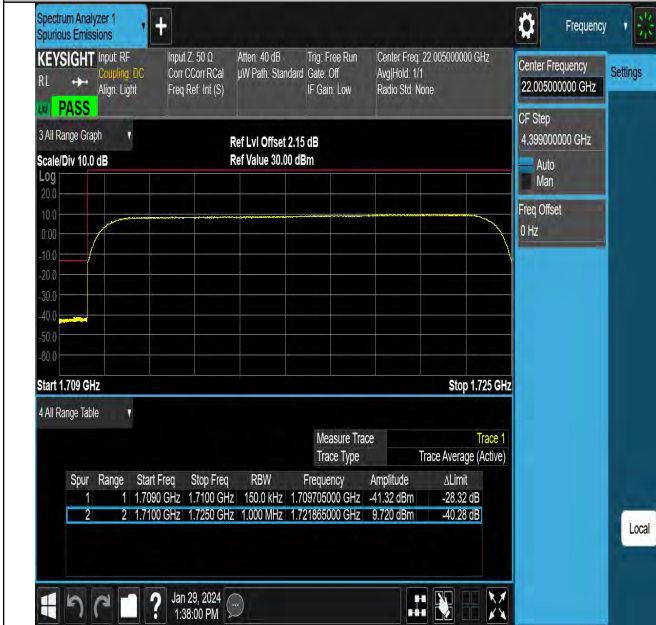 Spectrum Analyzer 1
Spurious Emissions
Frequency
KEYSIGHT Input: RF Input Z: 50 Ω Atten: 40 dB Trig: Free Run Center Freq: 22.005000000 GHz
RL Coupling: DC Corr CCorr RCal µW Path: Standard Gate: Off Avg|Hold: 1/1
Align: Light Freq Ref: Int (S) IF Gain: Low Radio Std: None
PASS
Center Frequency
22.005000000 GHz
Settings
CF Step
4.399000000 GHz
Auto
Man
Freq Offset
0 Hz
3 All Range Graph
Ref Lvl Offset 2.15 dB
Scale/Div 10.0 dB Ref Value 30.00 dBm
Log
20.0
10.0
0.00
-10.0
-20.0
-30.0
-40.0
-50.0
-60.0
Start 1.709 GHz Stop 1.725 GHz
4 All Range Table
Measure Trace Trace 1
Trace Type Trace Average (Active)
Spur Range Start Freq Stop Freq RBW Frequency Amplitude ΔLimit
1 1 1.7090 GHz 1.7100 GHz 150.0 kHz 1.709705000 GHz -41.32 dBm -28.32 dB
2 2 1.7100 GHz 1.7250 GHz 1.000 MHz 1.721865000 GHz 9.720 dBm -40.28 dB
Local
Jan 29, 2024
1:38:00 PM